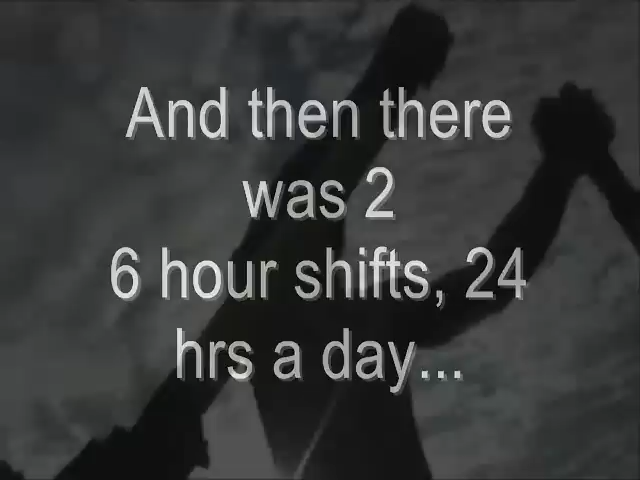 And then there
was 2
6 hour shifts, 24
hrs a day...